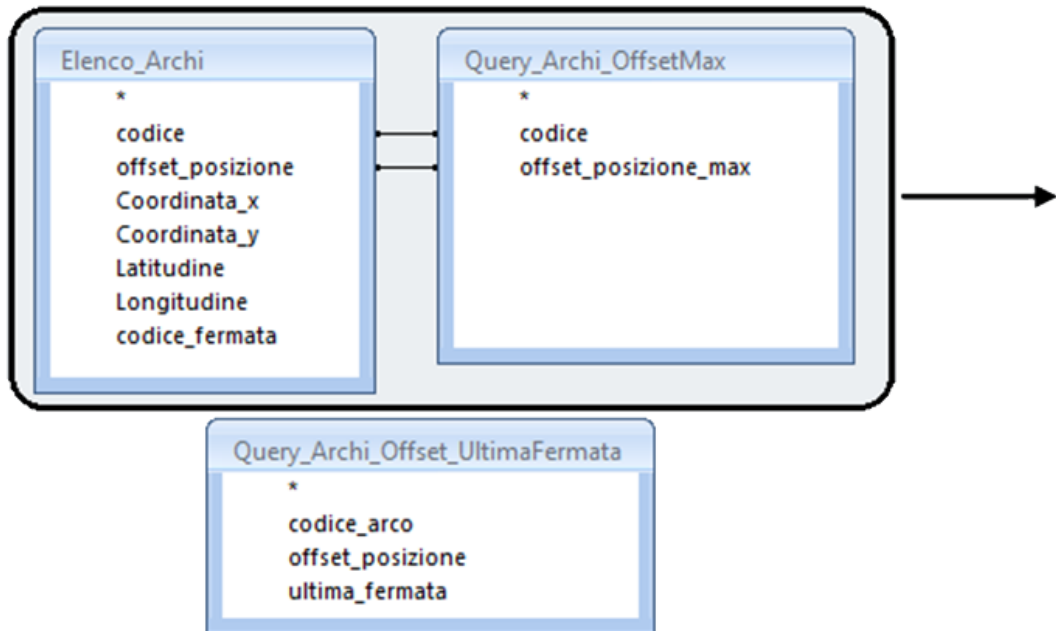 Elenco_Archi
*
codice
offset_posizione
Coordinata_x
Coordinata_y
Latitudine
Longitudine
codice_fermata
Query_Archi_OffsetMax
*
codice
offset_posizione_max
Query_Archi_Offset_UltimaFermata
*
codice_arco
offset_posizione
ultima_fermata